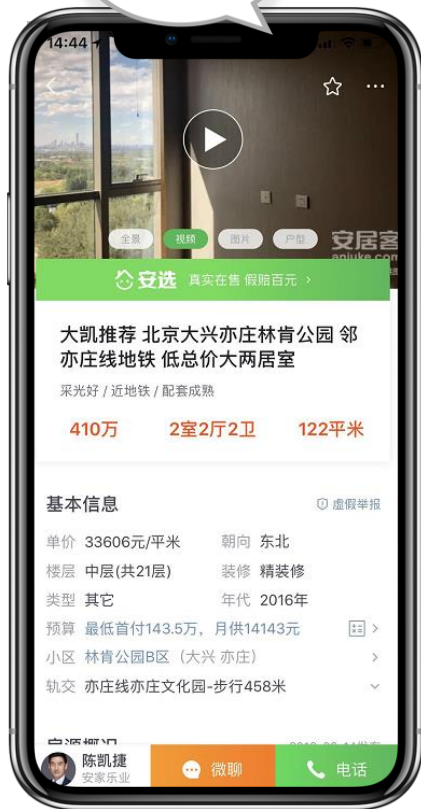 14:44
全景 视频 图片 户型
安居客
anjuke.com
安选 真实在售 假赔百元 >
大凯推荐 北京大兴亦庄林肯公园 邻
亦庄线地铁 低总价大两居室
采光好 / 近地铁 / 配套成熟
410万 2室2厅2卫 122平米
基本信息 虚假举报
单价 33606元/平米 朝向 东北
楼层 中层(共21层) 装修 精装修
类型 其它 年代 2016年
预算 最低首付143.5万，月供14143元 >
小区 林肯公园B区（大兴 亦庄） >
轨交 亦庄线亦庄文化园-步行458米
房源概况
陈凯捷
安家乐业
微聊 电话